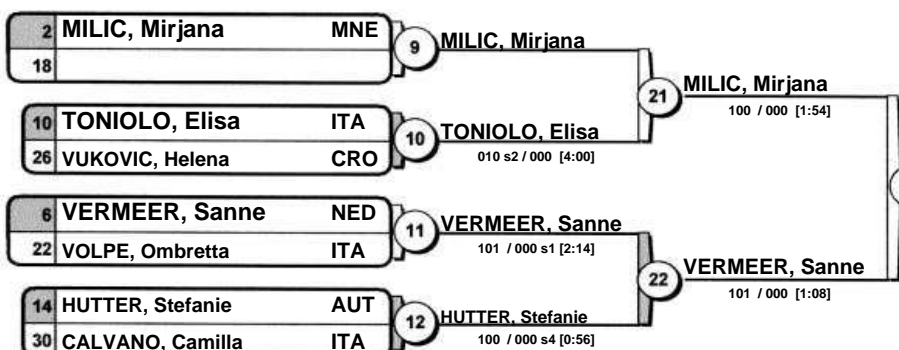 2 MILIC, Mirjana MNE
18
9
MILIC, Mirjana
10 TONIOLO, Elisa ITA
26 VUKOVIC, Helena CRO
10
TONIOLO, Elisa
010 s2 / 000 [4:00]
21
MILIC, Mirjana
100 / 000 [1:54]
6 VERMEER, Sanne NED
22 VOLPE, Ombretta ITA
11
VERMEER, Sanne
101 / 000 s1 [2:14]
14 HUTTER, Stefanie AUT
30 CALVANO, Camilla ITA
12
HUTTER, Stefanie
100 / 000 s4 [0:56]
22
VERMEER, Sanne
101 / 000 [1:08]